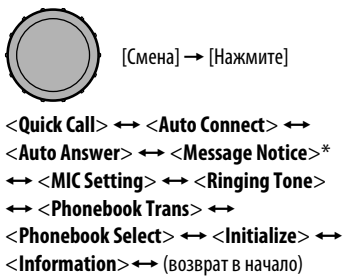 [Смена] → [Нажмите]
<Quick Call> ↔ <Auto Connect> ↔
<Auto Answer> ↔ <Message Notice>*
↔ <MIC Setting> ↔ <Ringing Tone>
↔ <Phonebook Trans> ↔
<Phonebook Select> ↔ <Initialize> ↔
<Information> ↔ (возврат в начало)